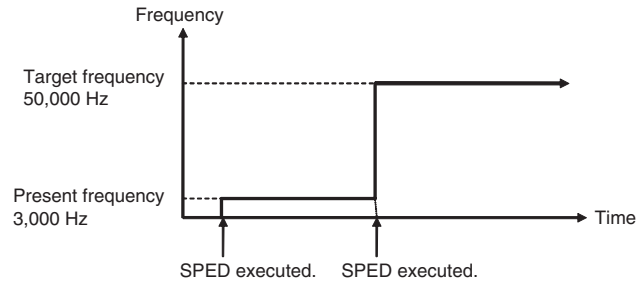 Frequency
Target frequency
50,000 Hz
Present frequency
3,000 Hz
Time
SPED executed.
SPED executed.